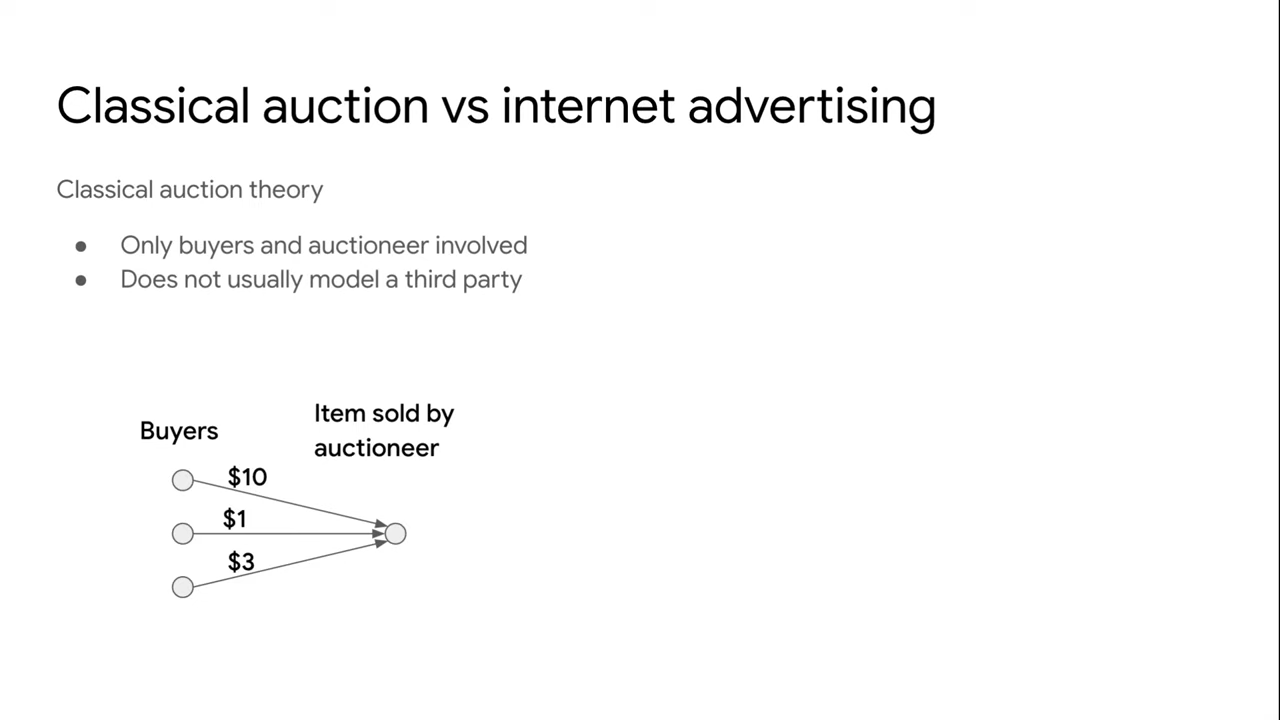 Classical auction vs internet advertising
Classical auction theory
● Only buyers and auctioneer involved
● Does not usually model a third party
Buyers
Item sold by
auctioneer
$10
$1
$3